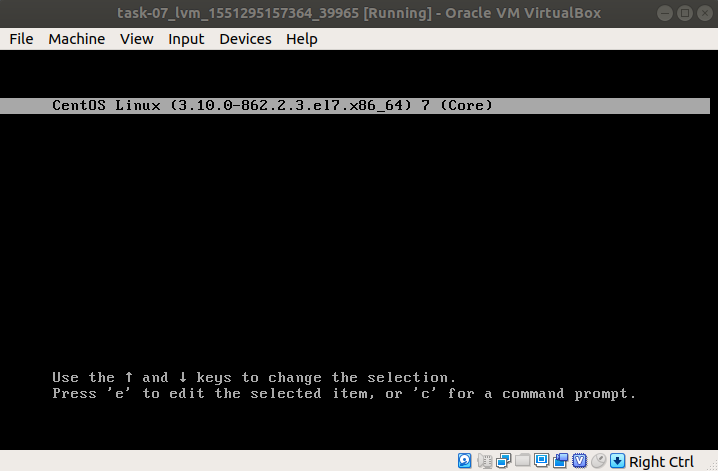 task-07_lvm_1551295157364_39965 [Running] - Oracle VM VirtualBox
File Machine View Input Devices Help
CentOS Linux (3.10.0-862.2.3.el7.x86_64) 7 (Core)
Use the ↑ and ↓ keys to change the selection.
Press 'e' to edit the selected item, or 'c' for a command prompt.
Right Ctrl